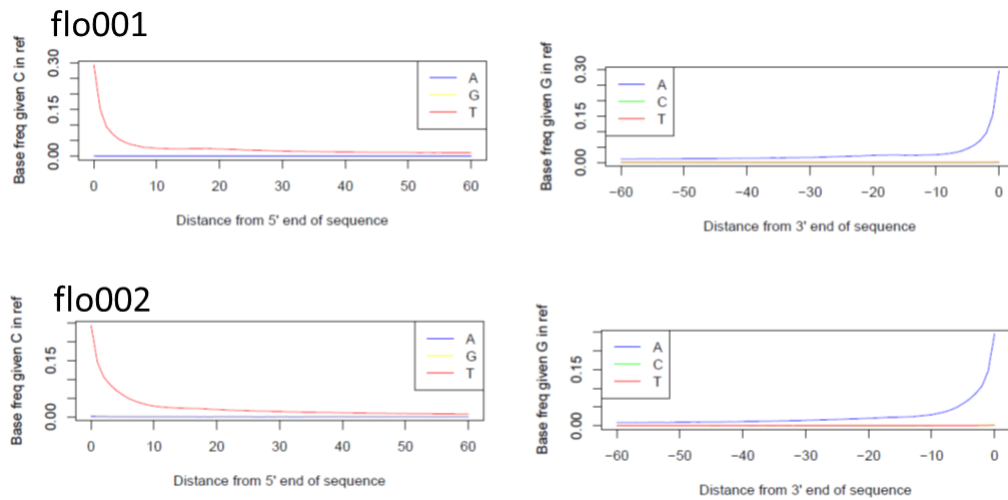 flo001
Base freq given C in ref
0.00 0.15 0.30
A
G
T
0 10 20 30 40 50 60
Distance from 5' end of sequence
Base freq given G in ref
0.00 0.15 0.30
A
C
T
−60 −50 −40 −30 −20 −10 0
Distance from 3' end of sequence
flo002
Base freq given C in ref
0.00 0.15
A
G
T
0 10 20 30 40 50 60
Distance from 5' end of sequence
Base freq given G in ref
0.00 0.15
A
C
T
−60 −50 −40 −30 −20 −10 0
Distance from 3' end of sequence